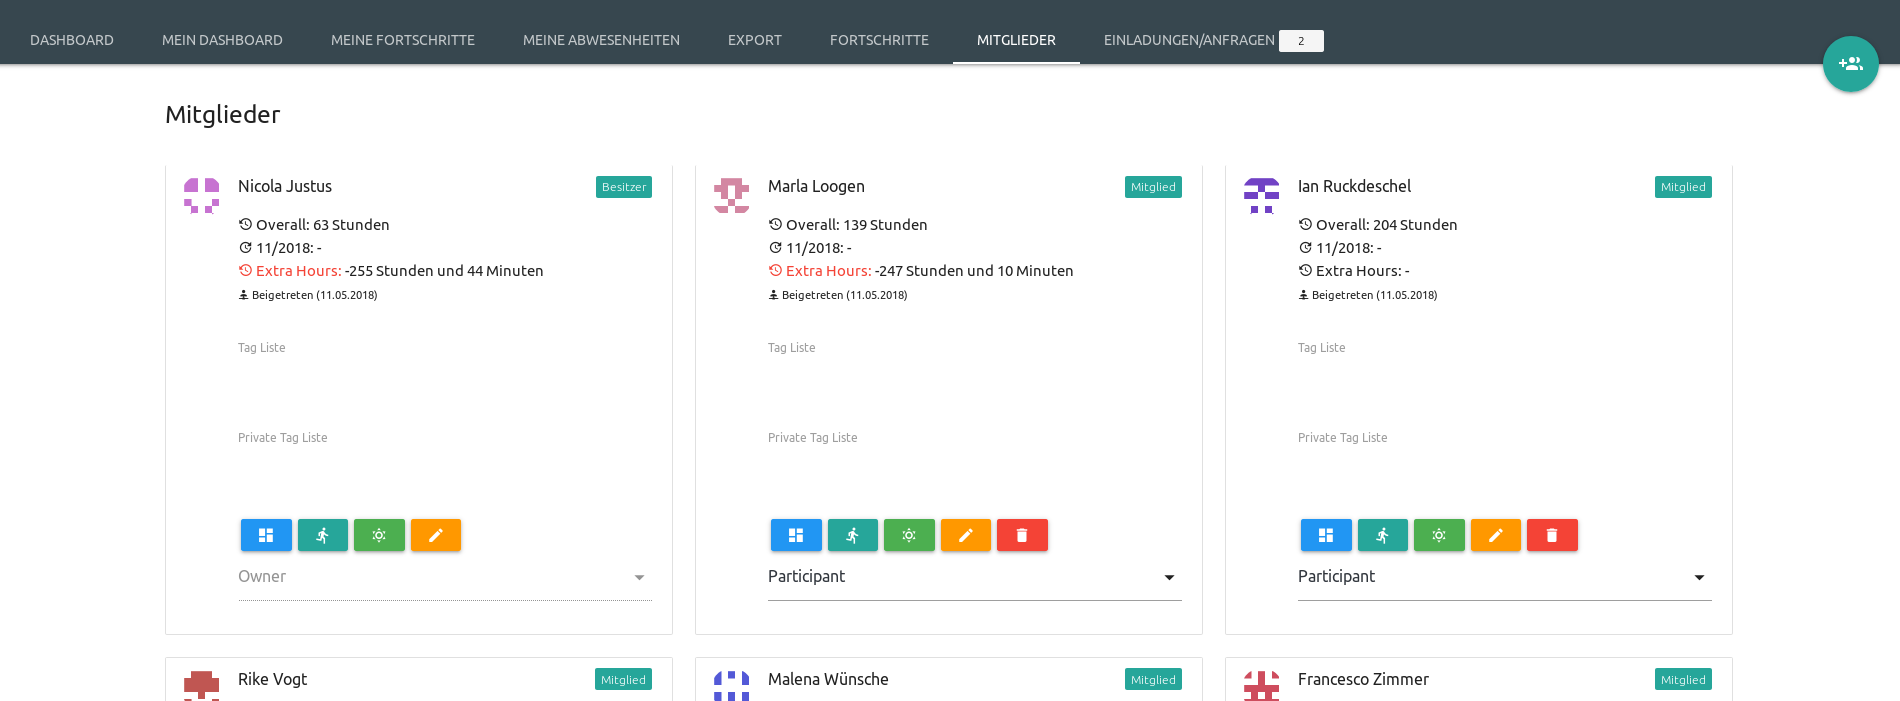 DASHBOARD MEIN DASHBOARD MEINE FORTSCHRITTE MEINE ABWESENHEITEN EXPORT FORTSCHRITTE MITGLIEDER EINLADUNGEN/ANFRAGEN 2
Mitglieder
Nicola Justus Besitzer
Overall: 63 Stunden
11/2018: -
Extra Hours: -255 Stunden und 44 Minuten
Beigetreten (11.05.2018)
Tag Liste
Private Tag Liste
Owner
Marla Loogen Mitglied
Overall: 139 Stunden
11/2018: -
Extra Hours: -247 Stunden und 10 Minuten
Beigetreten (11.05.2018)
Tag Liste
Private Tag Liste
Participant
Ian Ruckdeschel Mitglied
Overall: 204 Stunden
11/2018: -
Extra Hours: -
Beigetreten (11.05.2018)
Tag Liste
Private Tag Liste
Participant
Rike Vogt Mitglied
Malena Wünsche Mitglied
Francesco Zimmer Mitglied